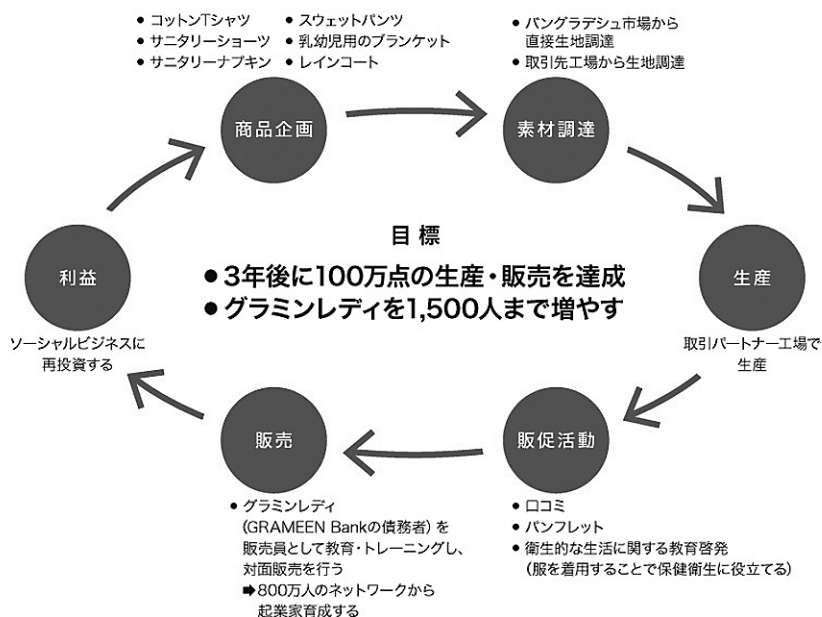 ● コットンTシャツ
● サニタリーショーツ
● サニタリーナプキン
● スウェットパンツ
● 乳幼児用のブランケット
● レインコート
● バングラデシュ市場から
直接生地調達
● 取引先工場から生地調達
商品企画
素材調達
目標
● 3年後に100万点の生産・販売を達成
● グラミンレディを1,500人まで増やす
利益
ソーシャルビジネスに
再投資する
生産
取引パートナー工場で
生産
販売
● グラミンレディ
(GRAMEEN Bankの債務者)を
販売員として教育・トレーニングし、
対面販売を行う
➡800万人のネットワークから
起業家育成する
販促活動
● 口コミ
● パンフレット
● 衛生的な生活に関する教育啓発
(服を着用することで保健衛生に役立てる)